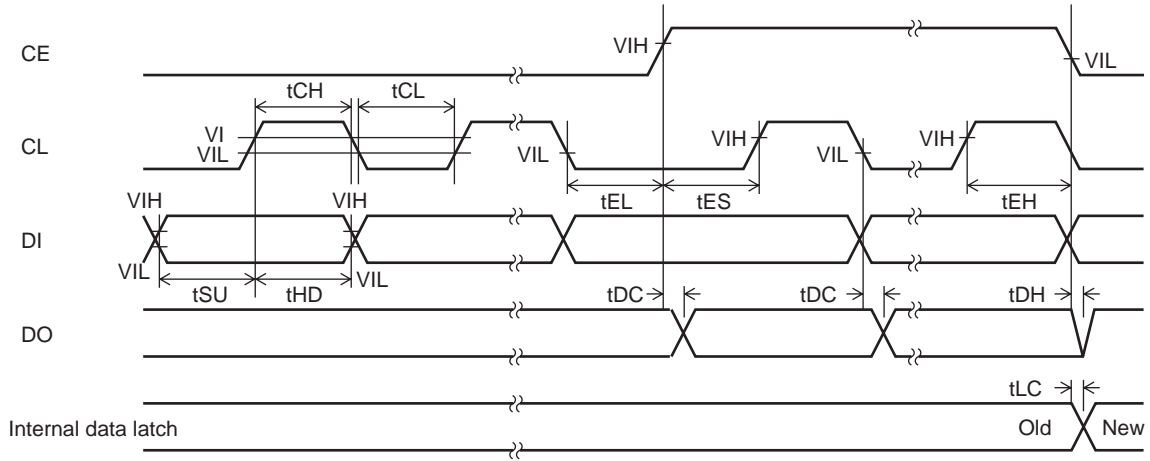 CE
VIH
VIL
tCH
tCL
CL
VI
VIL
VIL
VIH
VIL
VIH
tEL
tES
tEH
DI
VIH
VIH
VIL
VIL
tSU
tHD
DO
tDC
tDC
tDH
tLC
Internal data latch
Old
New